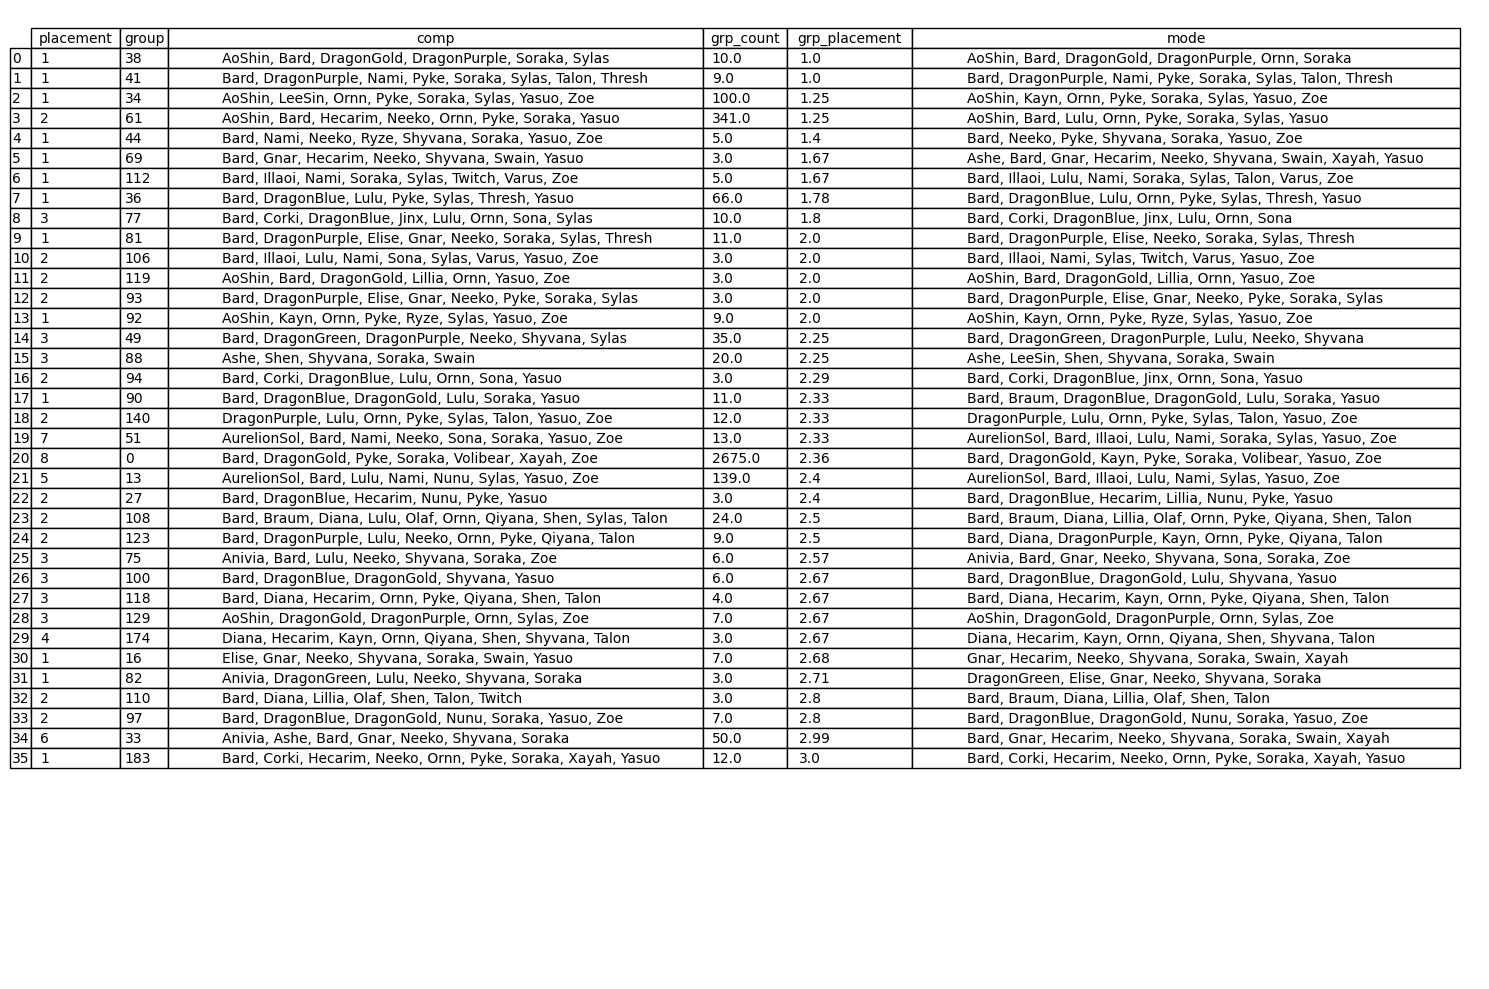 placement group comp grp_count grp_placement mode
0 1 38 AoShin, Bard, DragonGold, DragonPurple, Soraka, Sylas 10.0 1.0 AoShin, Bard, DragonGold, DragonPurple, Ornn, Soraka
1 1 41 Bard, DragonPurple, Nami, Pyke, Soraka, Sylas, Talon, Thresh 9.0 1.0 Bard, DragonPurple, Nami, Pyke, Soraka, Sylas, Talon, Thresh
2 1 34 AoShin, LeeSin, Ornn, Pyke, Soraka, Sylas, Yasuo, Zoe 100.0 1.25 AoShin, Kayn, Ornn, Pyke, Soraka, Sylas, Yasuo, Zoe
3 2 61 AoShin, Bard, Hecarim, Neeko, Ornn, Pyke, Soraka, Yasuo 341.0 1.25 AoShin, Bard, Lulu, Ornn, Pyke, Soraka, Sylas, Yasuo
4 1 44 Bard, Nami, Neeko, Ryze, Shyvana, Soraka, Yasuo, Zoe 5.0 1.4 Bard, Neeko, Pyke, Shyvana, Soraka, Yasuo, Zoe
5 1 69 Bard, Gnar, Hecarim, Neeko, Shyvana, Swain, Yasuo 3.0 1.67 Ashe, Bard, Gnar, Hecarim, Neeko, Shyvana, Swain, Xayah, Yasuo
6 1 112 Bard, Illaoi, Nami, Soraka, Sylas, Twitch, Varus, Zoe 5.0 1.67 Bard, Illaoi, Lulu, Nami, Soraka, Sylas, Talon, Varus, Zoe
7 1 36 Bard, DragonBlue, Lulu, Pyke, Sylas, Thresh, Yasuo 66.0 1.78 Bard, DragonBlue, Lulu, Ornn, Pyke, Sylas, Thresh, Yasuo
8 3 77 Bard, Corki, DragonBlue, Jinx, Lulu, Ornn, Sona, Sylas 10.0 1.8 Bard, Corki, DragonBlue, Jinx, Lulu, Ornn, Sona
9 1 81 Bard, DragonPurple, Elise, Gnar, Neeko, Soraka, Sylas, Thresh 11.0 2.0 Bard, DragonPurple, Elise, Neeko, Soraka, Sylas, Thresh
10 2 106 Bard, Illaoi, Lulu, Nami, Sona, Sylas, Varus, Yasuo, Zoe 3.0 2.0 Bard, Illaoi, Nami, Sylas, Twitch, Varus, Yasuo, Zoe
11 2 119 AoShin, Bard, DragonGold, Lillia, Ornn, Yasuo, Zoe 3.0 2.0 AoShin, Bard, DragonGold, Lillia, Ornn, Yasuo, Zoe
12 2 93 Bard, DragonPurple, Elise, Gnar, Neeko, Pyke, Soraka, Sylas 3.0 2.0 Bard, DragonPurple, Elise, Gnar, Neeko, Pyke, Soraka, Sylas
13 1 92 AoShin, Kayn, Ornn, Pyke, Ryze, Sylas, Yasuo, Zoe 9.0 2.0 AoShin, Kayn, Ornn, Pyke, Ryze, Sylas, Yasuo, Zoe
14 3 49 Bard, DragonGreen, DragonPurple, Neeko, Shyvana, Sylas 35.0 2.25 Bard, DragonGreen, DragonPurple, Lulu, Neeko, Shyvana
15 3 88 Ashe, Shen, Shyvana, Soraka, Swain 20.0 2.25 Ashe, LeeSin, Shen, Shyvana, Soraka, Swain
16 2 94 Bard, Corki, DragonBlue, Lulu, Ornn, Sona, Yasuo 3.0 2.29 Bard, Corki, DragonBlue, Jinx, Ornn, Sona, Yasuo
17 1 90 Bard, DragonBlue, DragonGold, Lulu, Soraka, Yasuo 11.0 2.33 Bard, Braum, DragonBlue, DragonGold, Lulu, Soraka, Yasuo
18 2 140 DragonPurple, Lulu, Ornn, Pyke, Sylas, Talon, Yasuo, Zoe 12.0 2.33 DragonPurple, Lulu, Ornn, Pyke, Sylas, Talon, Yasuo, Zoe
19 7 51 AurelionSol, Bard, Nami, Neeko, Sona, Soraka, Yasuo, Zoe 13.0 2.33 AurelionSol, Bard, Illaoi, Lulu, Nami, Soraka, Sylas, Yasuo, Zoe
20 8 0 Bard, DragonGold, Pyke, Soraka, Volibear, Xayah, Zoe 2675.0 2.36 Bard, DragonGold, Kayn, Pyke, Soraka, Volibear, Yasuo, Zoe
21 5 13 AurelionSol, Bard, Lulu, Nami, Nunu, Sylas, Yasuo, Zoe 139.0 2.4 AurelionSol, Bard, Illaoi, Lulu, Nami, Sylas, Yasuo, Zoe
22 2 27 Bard, DragonBlue, Hecarim, Nunu, Pyke, Yasuo 3.0 2.4 Bard, DragonBlue, Hecarim, Lillia, Nunu, Pyke, Yasuo
23 2 108 Bard, Braum, Diana, Lulu, Olaf, Ornn, Qiyana, Shen, Sylas, Talon 24.0 2.5 Bard, Braum, Diana, Lillia, Olaf, Ornn, Pyke, Qiyana, Shen, Talon
24 2 123 Bard, DragonPurple, Lulu, Neeko, Ornn, Pyke, Qiyana, Talon 9.0 2.5 Bard, Diana, DragonPurple, Kayn, Ornn, Pyke, Qiyana, Talon
25 3 75 Anivia, Bard, Lulu, Neeko, Shyvana, Soraka, Zoe 6.0 2.57 Anivia, Bard, Gnar, Neeko, Shyvana, Sona, Soraka, Zoe
26 3 100 Bard, DragonBlue, DragonGold, Shyvana, Yasuo 6.0 2.67 Bard, DragonBlue, DragonGold, Lulu, Shyvana, Yasuo
27 3 118 Bard, Diana, Hecarim, Ornn, Pyke, Qiyana, Shen, Talon 4.0 2.67 Bard, Diana, Hecarim, Kayn, Ornn, Pyke, Qiyana, Shen, Talon
28 3 129 AoShin, DragonGold, DragonPurple, Ornn, Sylas, Zoe 7.0 2.67 AoShin, DragonGold, DragonPurple, Ornn, Sylas, Zoe
29 4 174 Diana, Hecarim, Kayn, Ornn, Qiyana, Shen, Shyvana, Talon 3.0 2.67 Diana, Hecarim, Kayn, Ornn, Qiyana, Shen, Shyvana, Talon
30 1 16 Elise, Gnar, Neeko, Shyvana, Soraka, Swain, Yasuo 7.0 2.68 Gnar, Hecarim, Neeko, Shyvana, Soraka, Swain, Xayah
31 1 82 Anivia, DragonGreen, Lulu, Neeko, Shyvana, Soraka 3.0 2.71 DragonGreen, Elise, Gnar, Neeko, Shyvana, Soraka
32 2 110 Bard, Diana, Lillia, Olaf, Shen, Talon, Twitch 3.0 2.8 Bard, Braum, Diana, Lillia, Olaf, Shen, Talon
33 2 97 Bard, DragonBlue, DragonGold, Nunu, Soraka, Yasuo, Zoe 7.0 2.8 Bard, DragonBlue, DragonGold, Nunu, Soraka, Yasuo, Zoe
34 6 33 Anivia, Ashe, Bard, Gnar, Neeko, Shyvana, Soraka 50.0 2.99 Bard, Gnar, Hecarim, Neeko, Shyvana, Soraka, Swain, Xayah
35 1 183 Bard, Corki, Hecarim, Neeko, Ornn, Pyke, Soraka, Xayah, Yasuo 12.0 3.0 Bard, Corki, Hecarim, Neeko, Ornn, Pyke, Soraka, Xayah, Yasuo